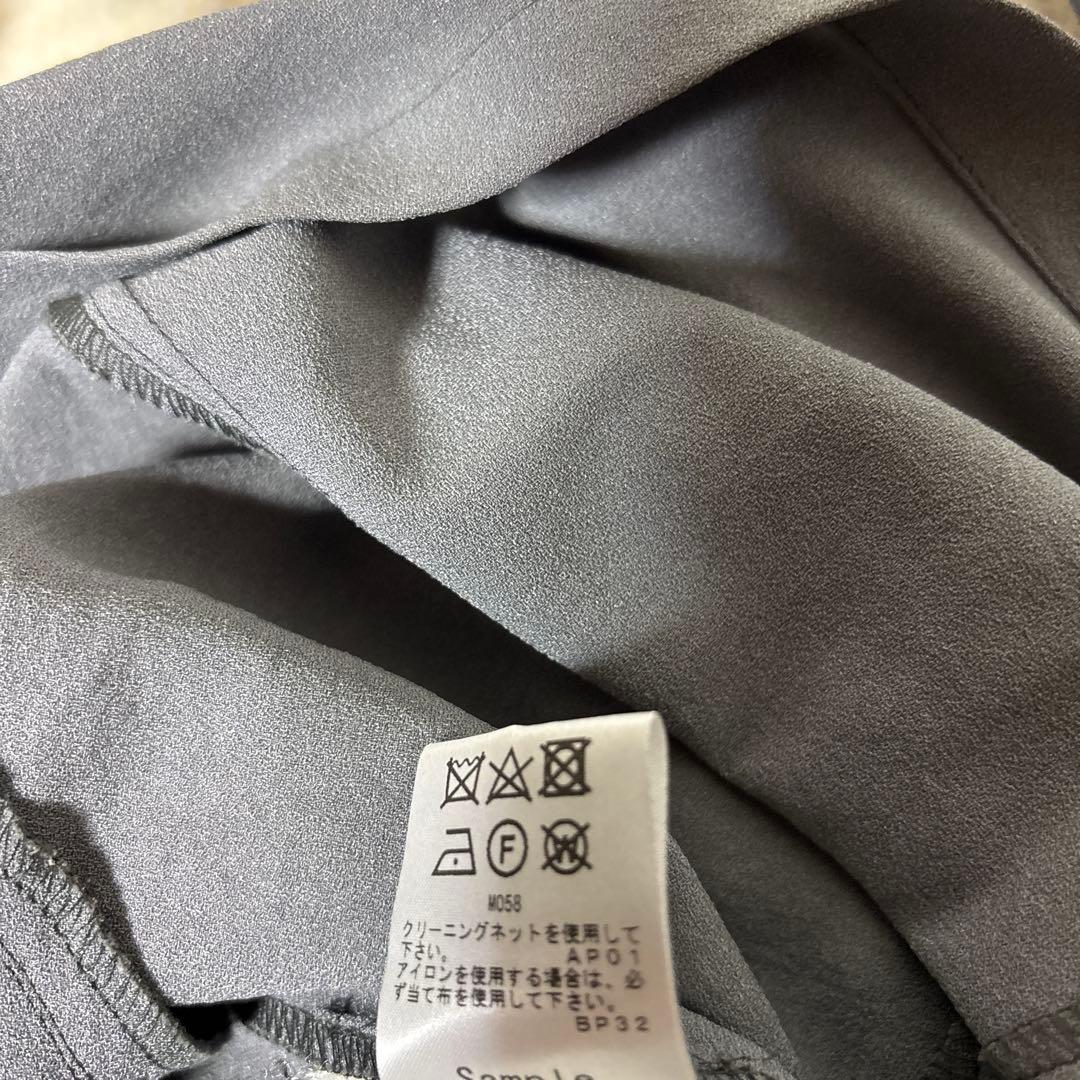 F
W
M058
クリーニングネットを使用して
下さい。 AP01
アイロンを使用する場合は、必
ず当て布を使用して下さい。
BP32
Sample